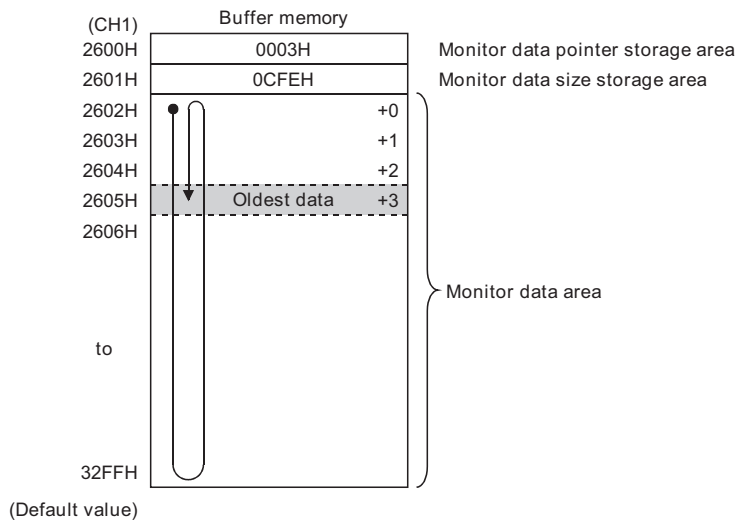 (CH1) Buffer memory
2600H 0003H Monitor data pointer storage area
2601H 0CFEH Monitor data size storage area
2602H +0
2603H +1
2604H +2
2605H Oldest data +3
2606H
Monitor data area
to
32FFH
(Default value)